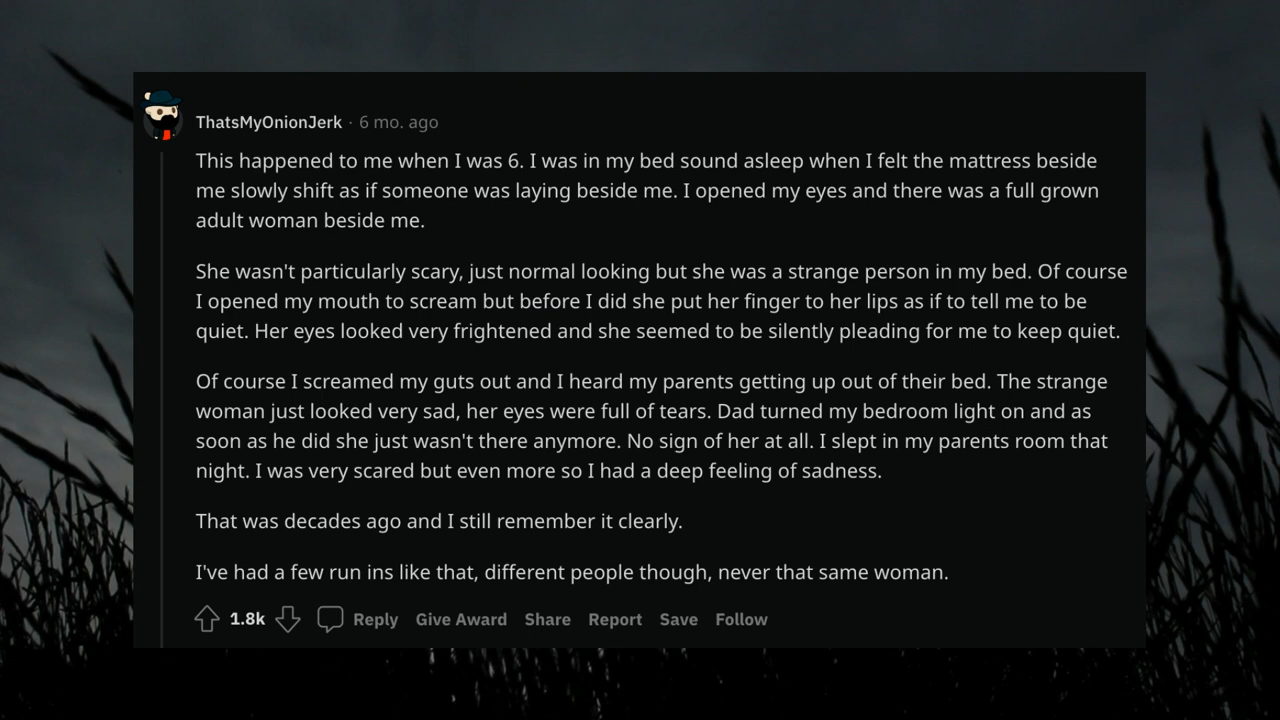 ThatsMyOnionJerk · 6 mo. ago
This happened to me when I was 6. I was in my bed sound asleep when I felt the mattress beside
me slowly shift as if someone was laying beside me. I opened my eyes and there was a full grown
adult woman beside me.
She wasn't particularly scary, just normal looking but she was a strange person in my bed. Of course
I opened my mouth to scream but before I did she put her finger to her lips as if to tell me to be
quiet. Her eyes looked very frightened and she seemed to be silently pleading for me to keep quiet.
Of course I screamed my guts out and I heard my parents getting up out of their bed. The strange
woman just looked very sad, her eyes were full of tears. Dad turned my bedroom light on and as
soon as he did she just wasn't there anymore. No sign of her at all. I slept in my parents room that
night. I was very scared but even more so I had a deep feeling of sadness.
That was decades ago and I still remember it clearly.
I've had a few run ins like that, different people though, never that same woman.
1.8k Reply Give Award Share Report Save Follow